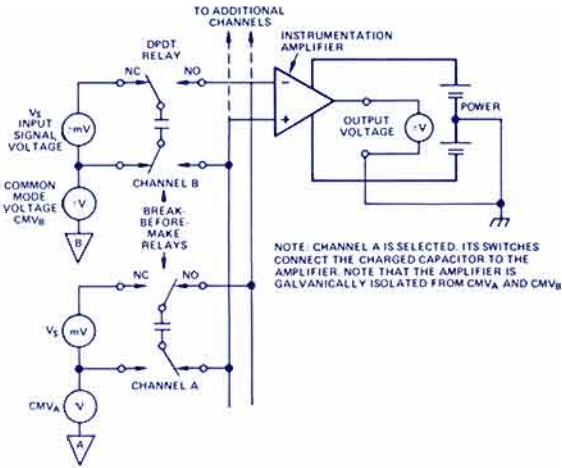 TO ADDITIONAL
CHANNELS
INSTRUMENTATION
AMPLIFIER
DPDT
RELAY
NC
NO
−
+
POWER
OUTPUT
VOLTAGE
V
VS
INPUT
SIGNAL
VOLTAGE
mV
COMMON
MODE
VOLTAGE
CMVB
V
B
CHANNEL B
BREAK-
BEFORE-
MAKE
RELAYS
NOTE: CHANNEL A IS SELECTED. ITS SWITCHES
CONNECT THE CHARGED CAPACITOR TO THE
AMPLIFIER. NOTE THAT THE AMPLIFIER IS
GALVANICALLY ISOLATED FROM CMVA AND CMVB
NC
NO
VS
mV
CHANNEL A
CMVA
V
A